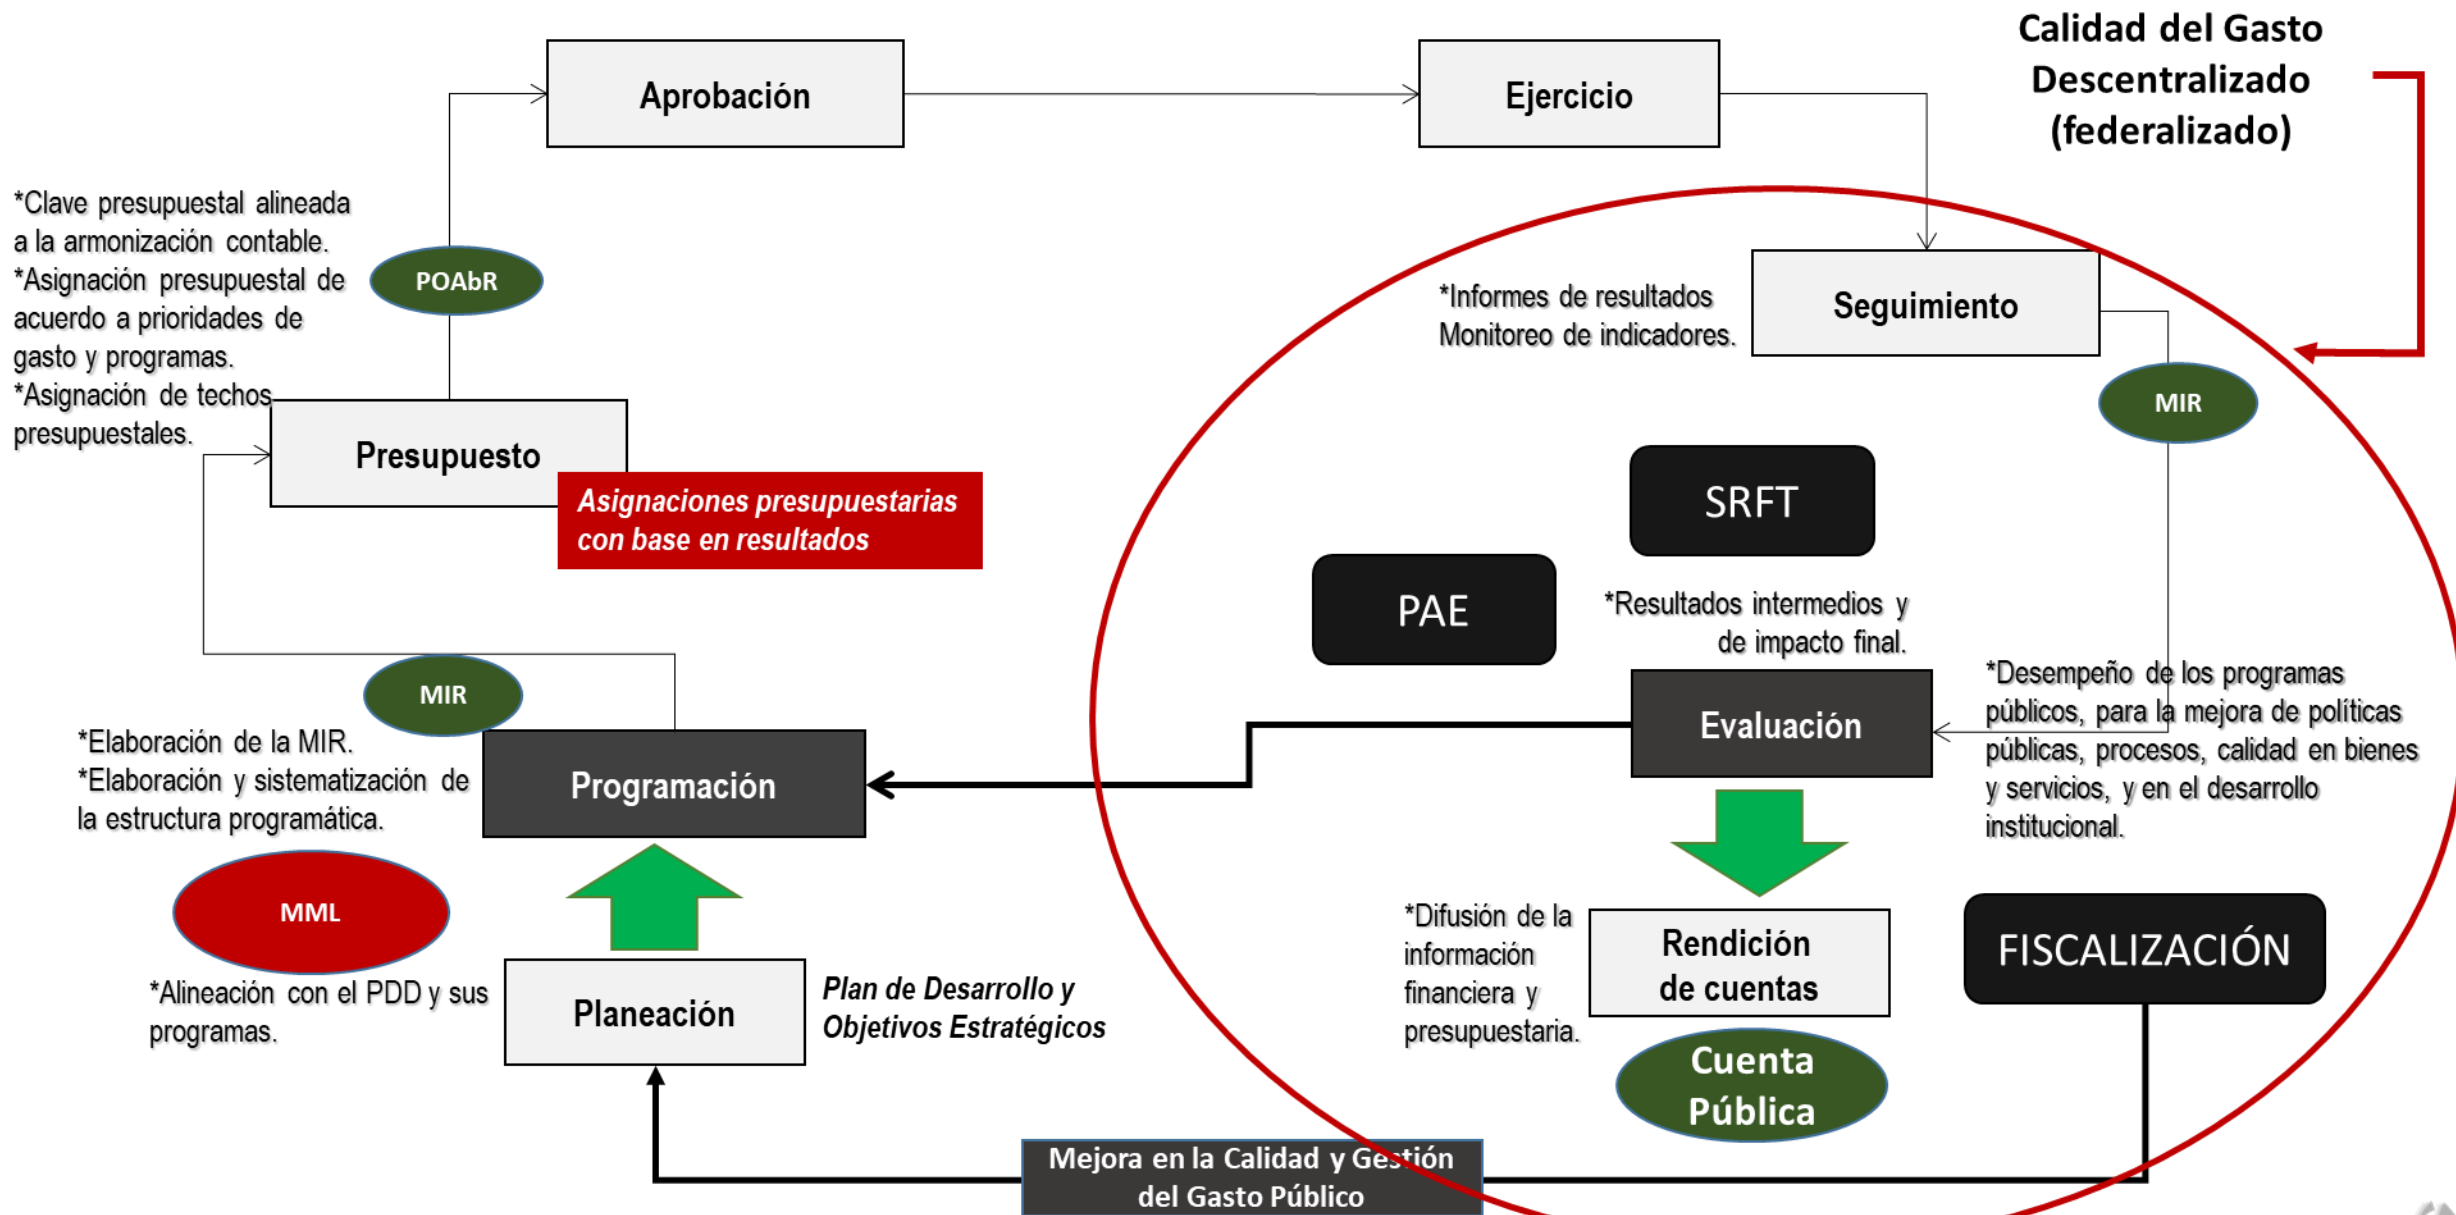 Calidad del Gasto
Descentralizado
(federalizado)
Aprobación
Ejercicio
*Clave presupuestal alineada
a la armonización contable.
*Asignación presupuestal de
acuerdo a prioridades de
gasto y programas.
*Asignación de techos
presupuestales.
POAbR
*Informes de resultados
Monitoreo de indicadores.
Seguimiento
MIR
Presupuesto
Asignaciones presupuestarias
con base en resultados
SRFT
PAE
*Resultados intermedios y
de impacto final.
MIR
*Elaboración de la MIR.
*Elaboración y sistematización de
la estructura programática.
Programación
Evaluación
*Desempeño de los programas
públicos, para la mejora de políticas
públicas, procesos, calidad en bienes
y servicios, y en el desarrollo
institucional.
MML
*Alineación con el PDD y sus
programas.
Planeación
Plan de Desarrollo y
Objetivos Estratégicos
*Difusión de la
información
financiera y
presupuestaria.
Rendición
de cuentas
FISCALIZACIÓN
Cuenta
Pública
Mejora en la Calidad y Gestión
del Gasto Público